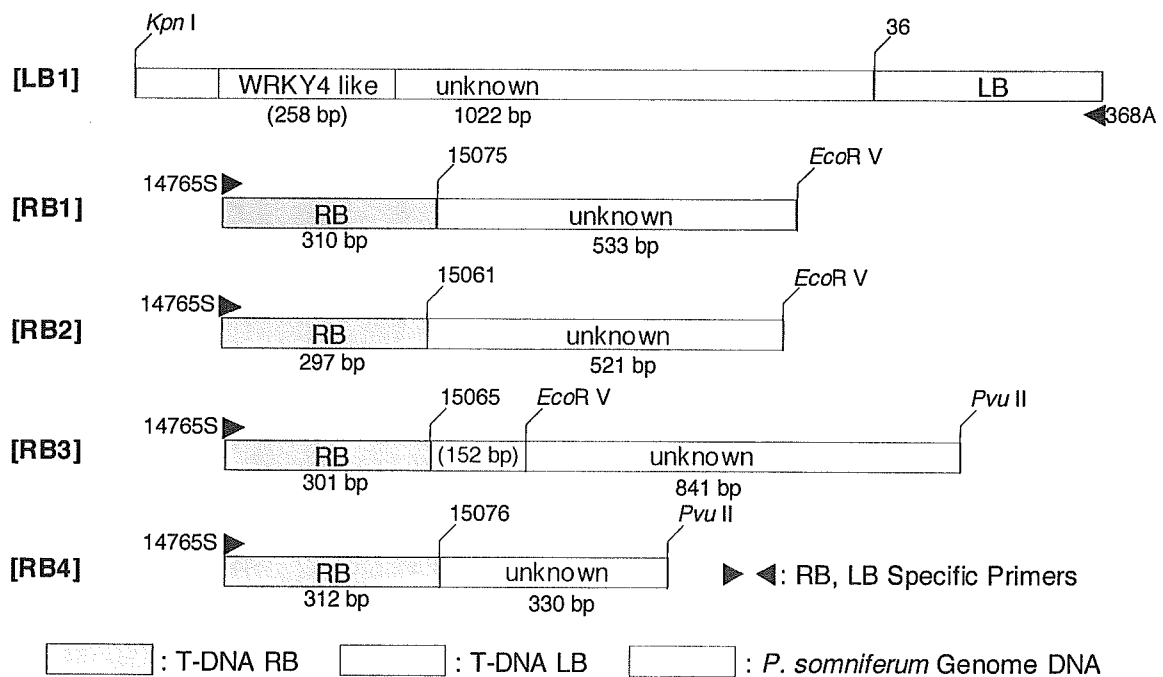 Kpn I
36
[LB1]
WRKY4 like
unknown
LB
(258 bp)
1022 bp
368A
15075
EcoR V
14765S
[RB1]
RB
unknown
310 bp
533 bp
15061
EcoR V
14765S
[RB2]
RB
unknown
297 bp
521 bp
15065
EcoR V
Pvu II
14765S
[RB3]
RB
(152 bp)
unknown
301 bp
841 bp
15076
Pvu II
14765S
[RB4]
RB
unknown
312 bp
330 bp
: RB, LB Specific Primers
: T-DNA RB
: T-DNA LB
: P. somniferum Genome DNA